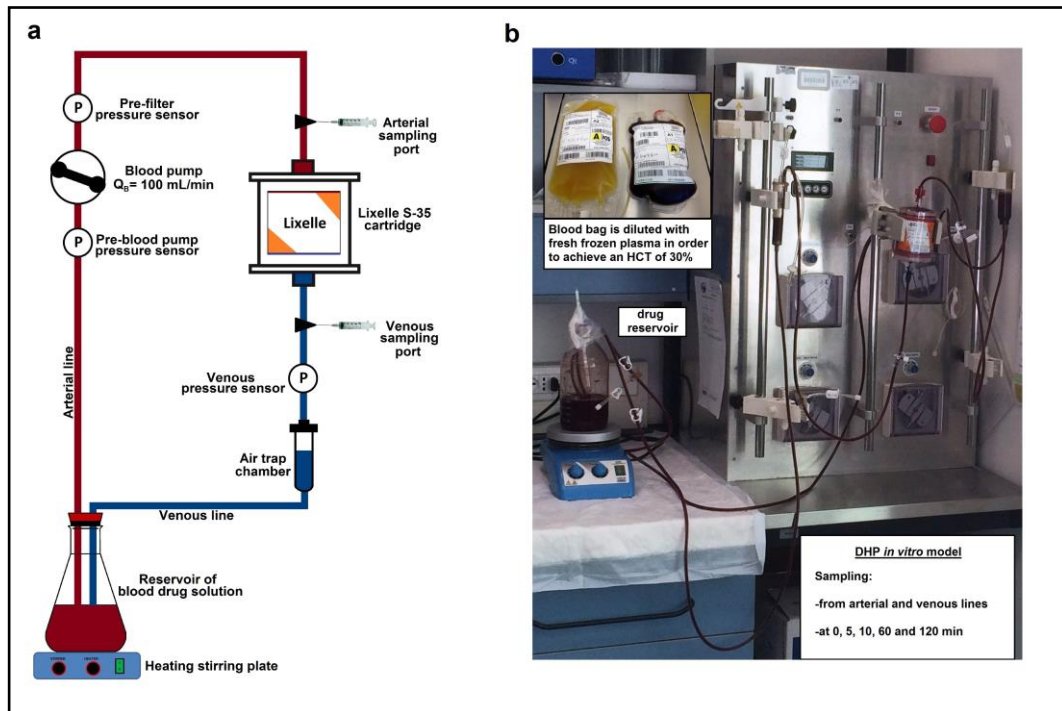 a
P
Pre-filter
pressure sensor
Blood pump
QB= 100 mL/min
P
Pre-blood pump
pressure sensor
Arterial line
Arterial
sampling
port
Lixelle
Lixelle S-35
cartridge
Venous
sampling
port
Venous
pressure sensor
P
Air trap
chamber
Venous line
Reservoir of
blood drug solution
Heating stirring plate
b
A
A
Blood bag is diluted with
fresh frozen plasma in order
to achieve an HCT of 30%
drug
reservoir
DHP in vitro model
Sampling:
-from arterial and venous lines
-at 0, 5, 10, 60 and 120 min